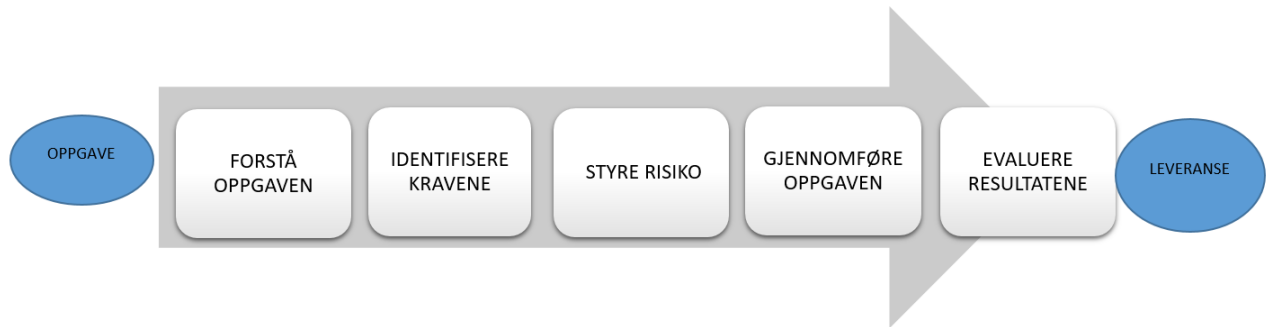 OPPGAVE
FORSTÅ
OPPGAVEN
IDENTIFISERE
KRAVENE
STYRE RISIKO
GJENNOMFØRE
OPPGAVEN
EVALUERE
RESULTATENE
LEVERANSE